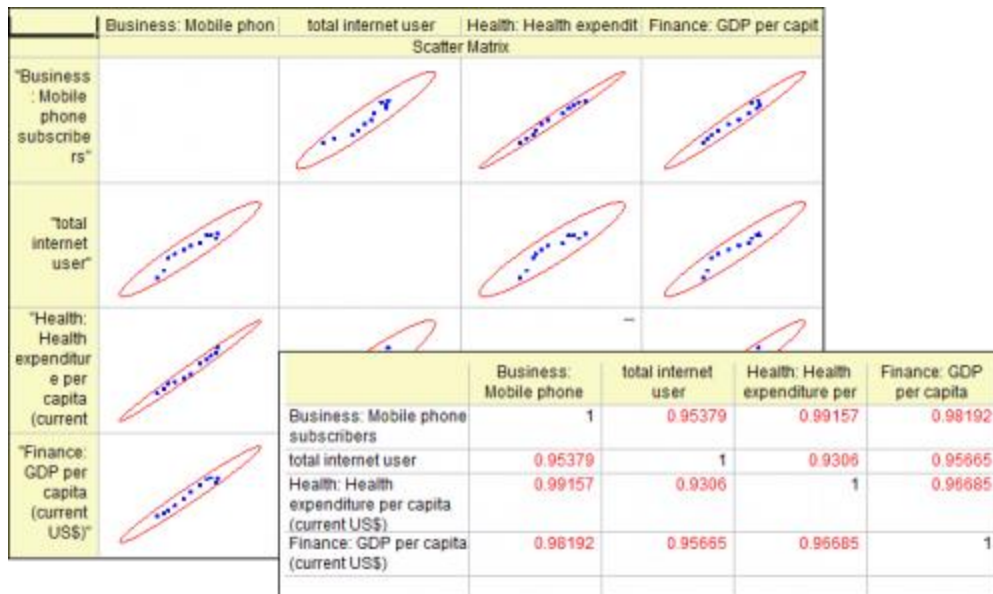 Business: Mobile phon total internet user Health: Health expendit Finance: GDP per capit
Scatter Matrix
"Business
: Mobile
phone
subscribe
rs"
"total
internet
user"
"Health:
Health
expenditur
e per
capita
(current
"Finance:
GDP per
capita
(current
US$)"
--
Business:
Mobile phone
total internet
user
Health: Health
expenditure per
Finance: GDP
per capita
Business: Mobile phone
subscribers
1 0.95379 0.99157 0.98192
total internet user 0.95379 1 0.9306 0.95665
Health: Health
expenditure per capita
(current US$)
0.99157 0.9306 1 0.96685
Finance: GDP per capita
(current US$)
0.98192 0.95665 0.96685 1